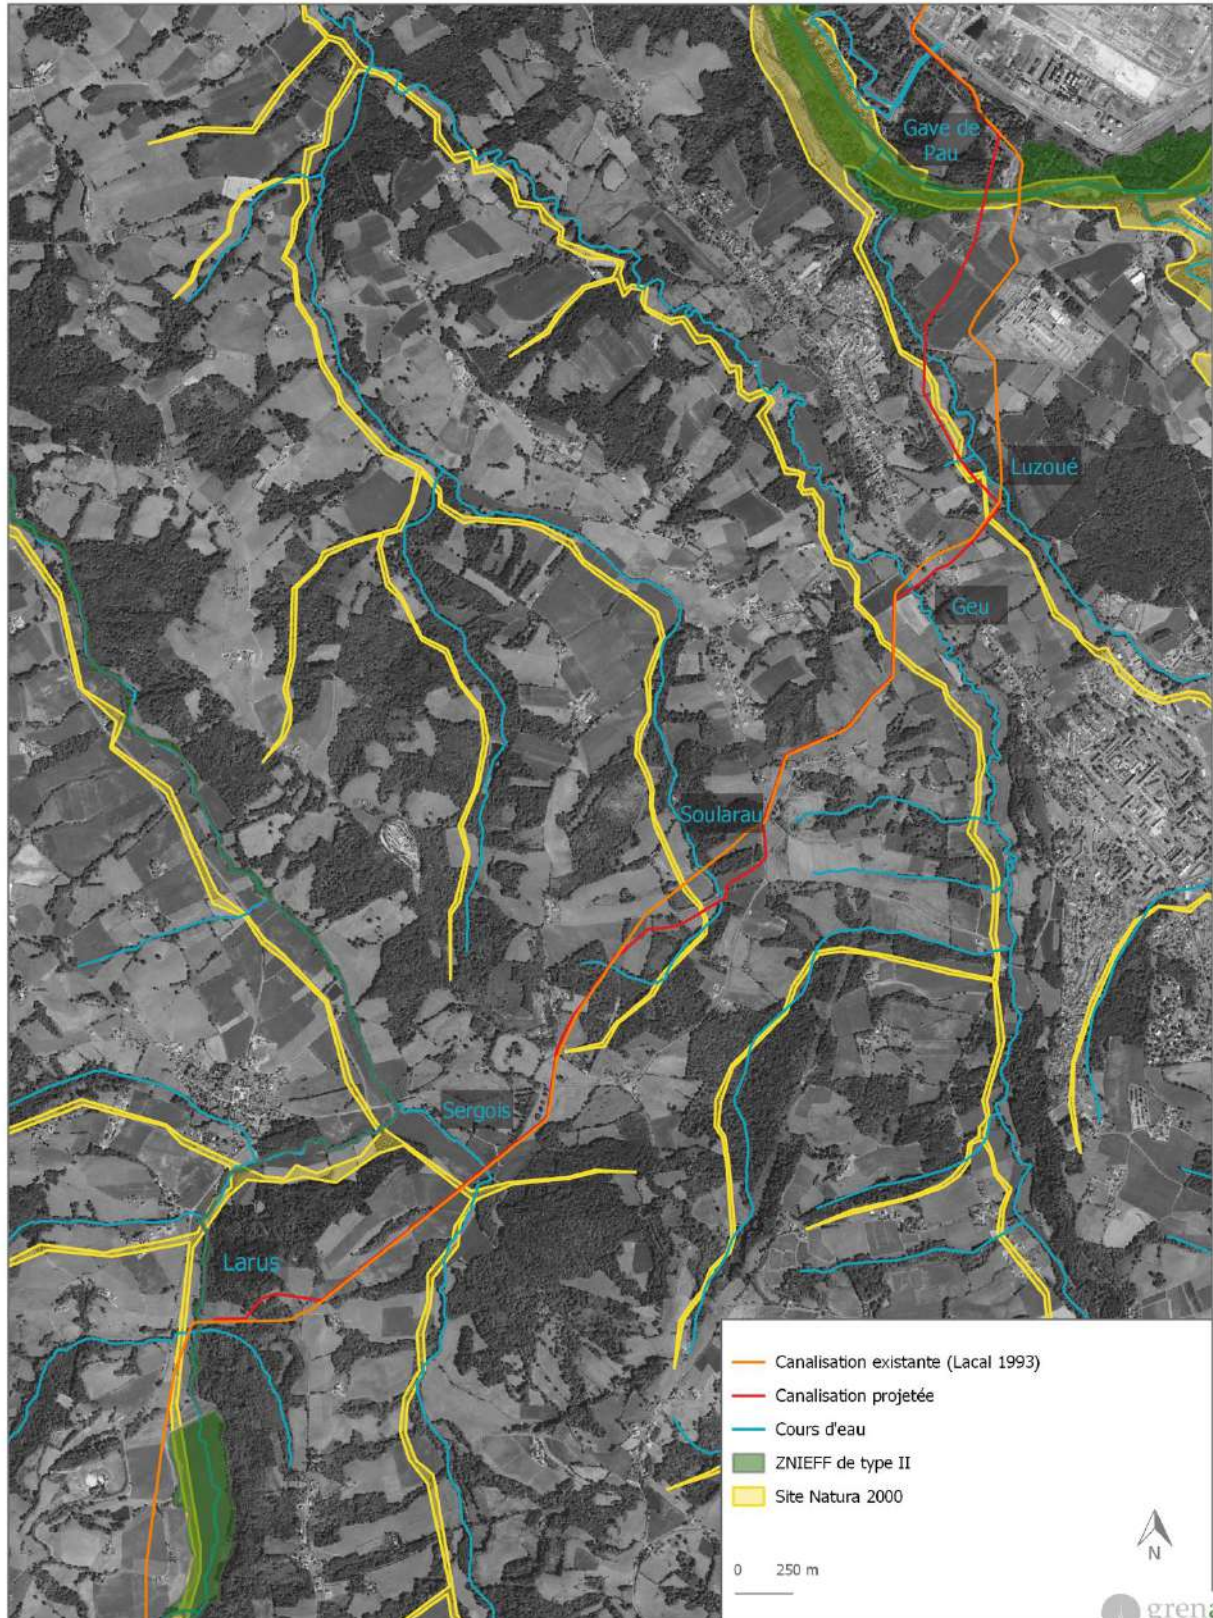 Gave de
Pau
Luzoué
Geu
Soularau
Sergois
Larus
Canalisation existante (Lacal 1993)
Canalisation projetée
Cours d'eau
ZNIEFF de type II
Site Natura 2000
0 250 m
N